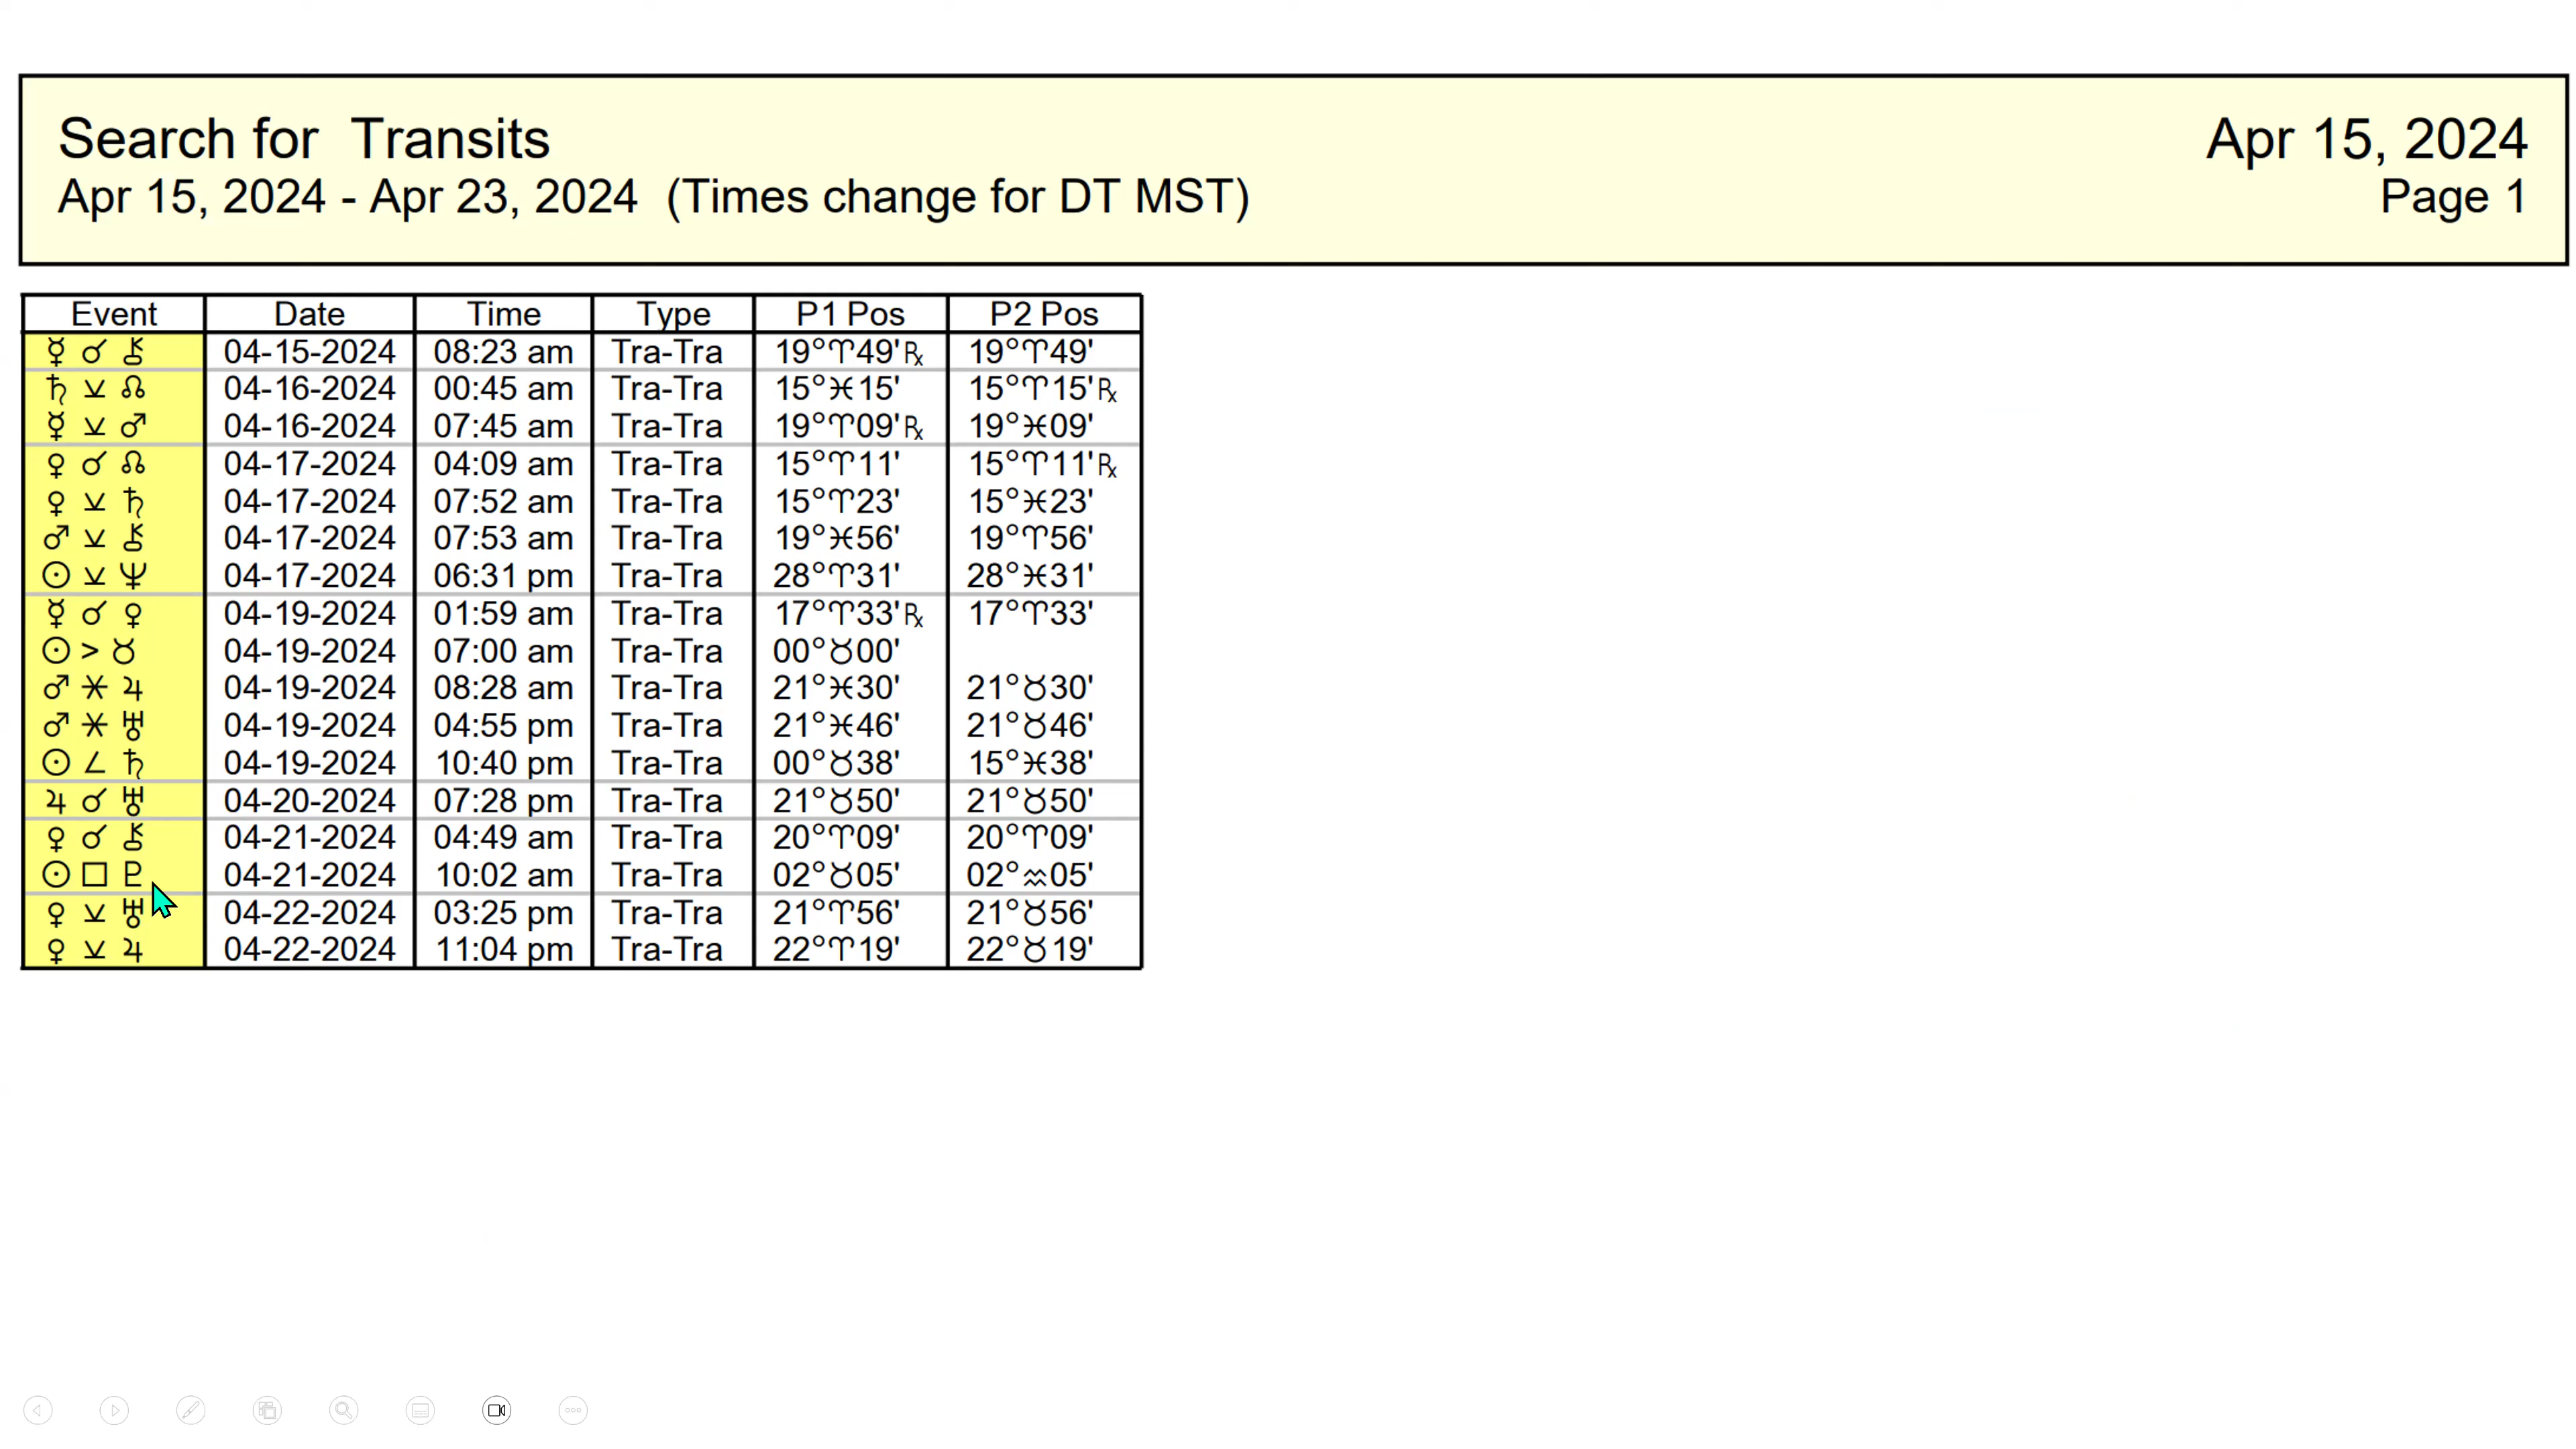 Search for Transits
Apr 15, 2024
Apr 15, 2024 - Apr 23, 2024 (Times change for DT MST)
Page 1
Event Date Time Type P1 Pos P2 Pos
☿ ☌ ⚷ 04-15-2024 08:23 am Tra-Tra 19°♈49'℞ 19°♈49'
♄ ⚺ ☊ 04-16-2024 00:45 am Tra-Tra 15°♓15' 15°♈15'℞
☿ ⚺ ♂ 04-16-2024 07:45 am Tra-Tra 19°♈09'℞ 19°♓09'
♀ ☌ ☊ 04-17-2024 04:09 am Tra-Tra 15°♈11' 15°♈11'℞
♀ ⚺ ♄ 04-17-2024 07:52 am Tra-Tra 15°♈23' 15°♓23'
♂ ⚺ ⚷ 04-17-2024 07:53 am Tra-Tra 19°♓56' 19°♈56'
☉ ⚺ ♆ 04-17-2024 06:31 pm Tra-Tra 28°♈31' 28°♓31'
☿ ☌ ♀ 04-19-2024 01:59 am Tra-Tra 17°♈33'℞ 17°♈33'
☉ > ♉ 04-19-2024 07:00 am Tra-Tra 00°♉00'
♂ ⚹ ♃ 04-19-2024 08:28 am Tra-Tra 21°♓30' 21°♉30'
♂ ⚹ ♅ 04-19-2024 04:55 pm Tra-Tra 21°♓46' 21°♉46'
☉ ∠ ♄ 04-19-2024 10:40 pm Tra-Tra 00°♉38' 15°♓38'
♃ ☌ ♅ 04-20-2024 07:28 pm Tra-Tra 21°♉50' 21°♉50'
♀ ☌ ⚷ 04-21-2024 04:49 am Tra-Tra 20°♈09' 20°♈09'
☉ □ ♇ 04-21-2024 10:02 am Tra-Tra 02°♉05' 02°♒05'
♀ ⚺ ♅ 04-22-2024 03:25 pm Tra-Tra 21°♈56' 21°♉56'
♀ ⚺ ♃ 04-22-2024 11:04 pm Tra-Tra 22°♈19' 22°♉19'